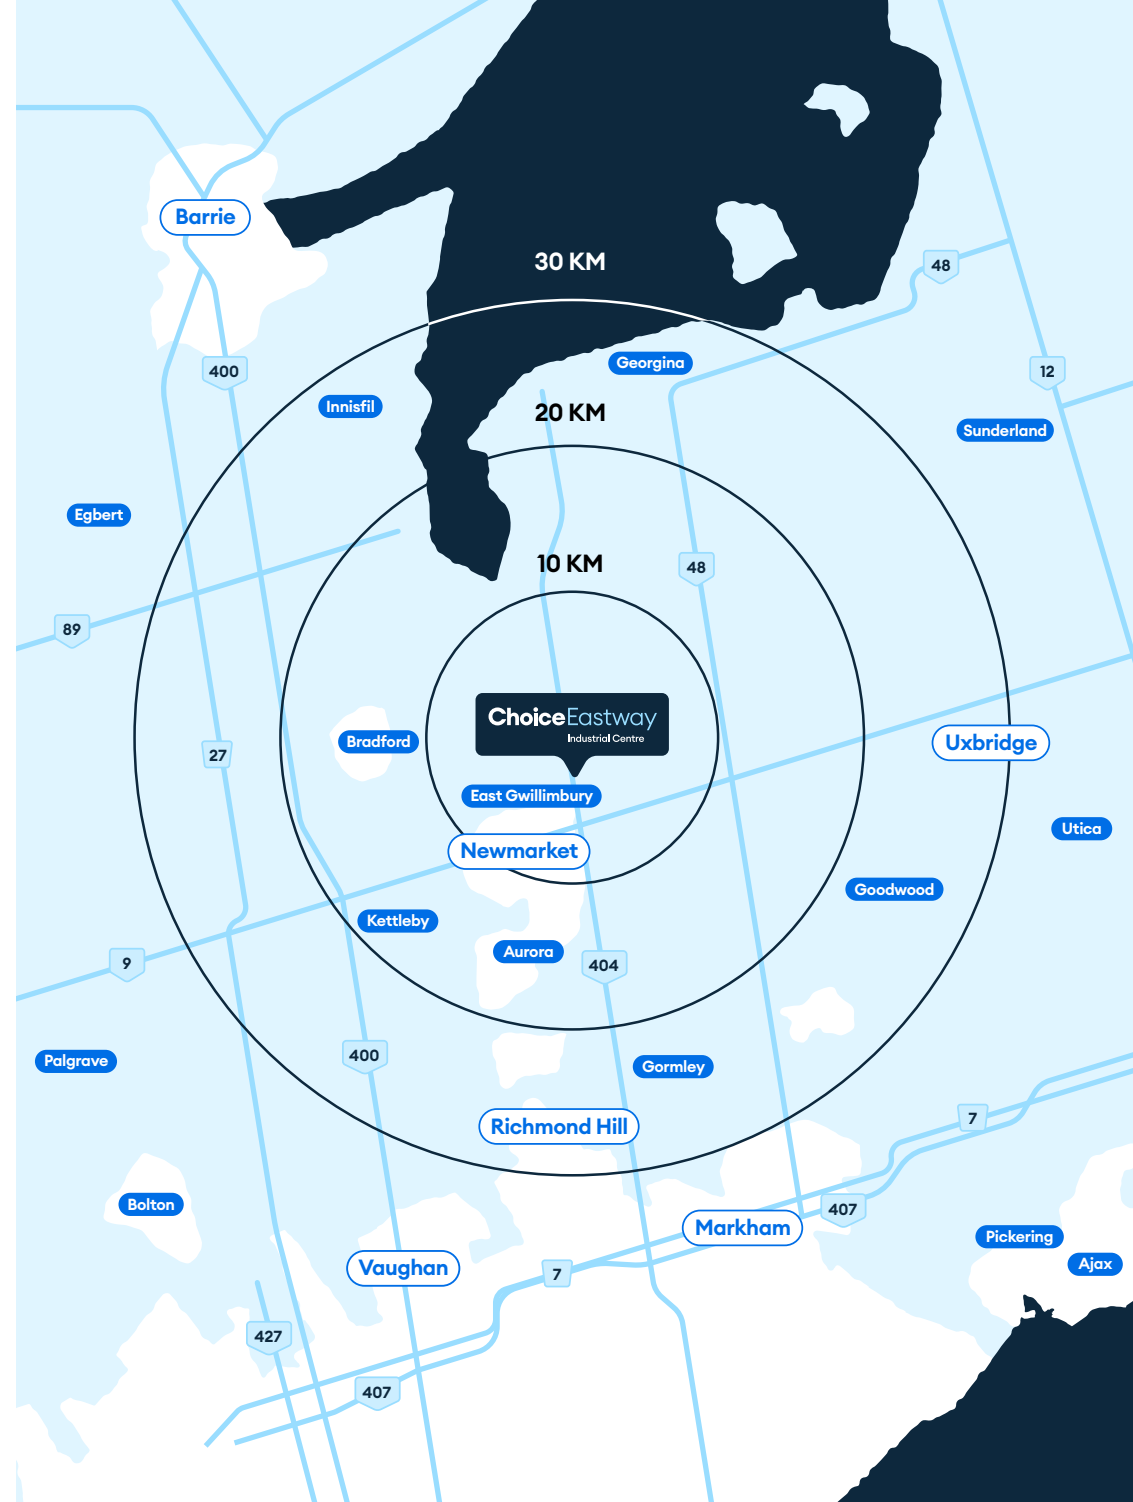 Barrie
30 KM
48
Georgina
400
12
Innisfil
20 KM
Sunderland
Egbert
10 KM
48
89
ChoiceEastway
Industrial Centre
Bradford
Uxbridge
27
East Gwillimbury
Utica
Newmarket
Goodwood
Kettleby
Aurora
9
404
400
Palgrave
Gormley
7
Richmond Hill
Bolton
407
Markham
Pickering
Vaughan
7
Ajax
427
407